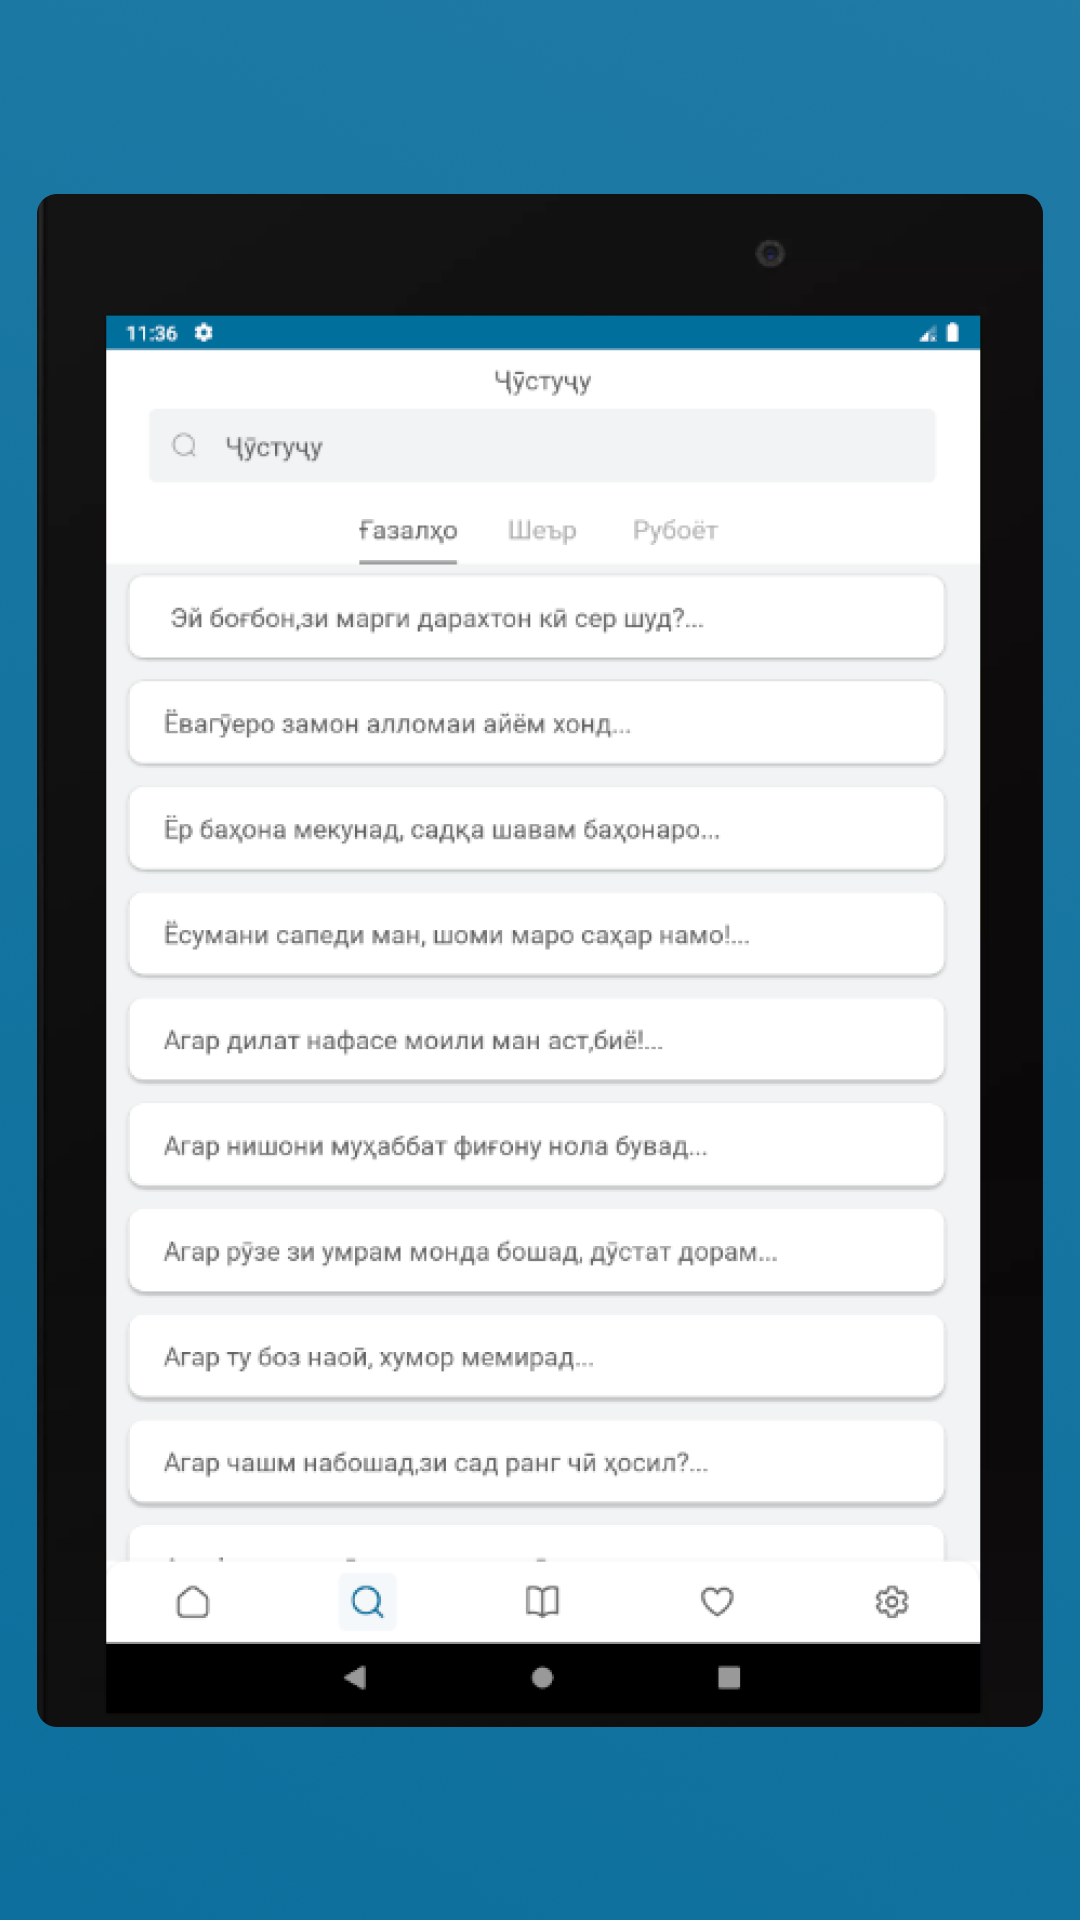 11:36
Ҷӯстуҷу
Ҷӯстуҷу
Ғазалҳо Шеър Рубоёт
Эй боғбон,зи марги дарахтон кӣ сер шуд?...
Ёвагӯеро замон алломаи айём хонд...
Ёр баҳона мекунад, садқа шавам баҳонаро...
Ёсумани сапеди ман, шоми маро саҳар намо!...
Агар дилат нафасе моили ман аст,биё!...
Агар нишони муҳаббат фиғону нола бувад...
Агар рӯзе зи умрам монда бошад, дӯстат дорам...
Агар ту боз наоӣ, хумор мемирад...
Агар чашм набошад,зи сад ранг чӣ ҳосил?...